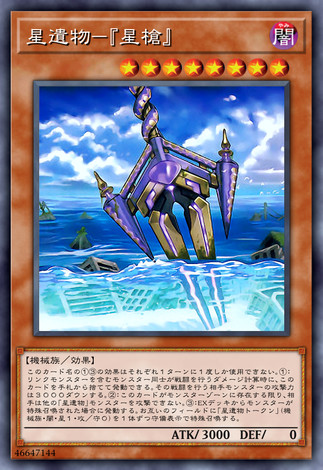 星遺物-『星槍』
闇
やみ
【機械族/効果】
このカード名の①③の効果はそれぞれ1ターンに1度しか使用できない。①:
リンクモンスターを含むモンスター同士が戦闘を行うダメージ計算時に、この
カードを手札から捨てて発動できる。その戦闘を行う相手モンスターの攻撃力
は3000ダウンする。②:このカードがモンスターゾーンに存在する限り、相
手は他の「星遺物」モンスターを攻撃できない。③:EXデッキからモンスターが
特殊召喚された場合に発動する。お互いのフィールドに「星遺物トークン」(機
械族・闇・星1・攻/守0)を1体ずつ守備表示で特殊召喚する。
ATK/ 3000 DEF/ 0
46647144